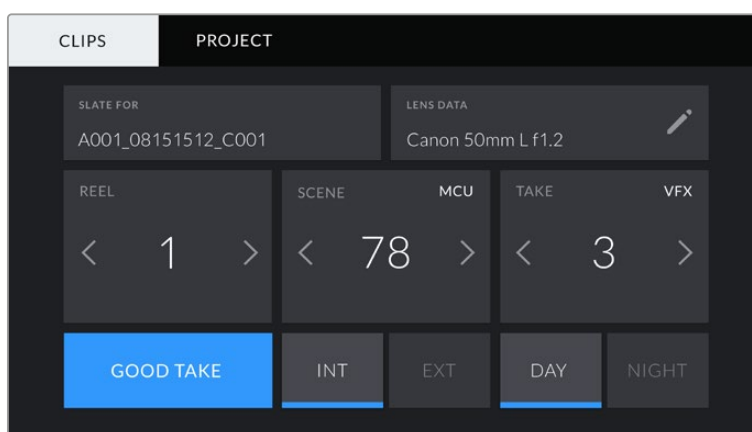 CLIPS PROJECT
SLATE FOR LENS DATA
A001_08151512_C001 Canon 50mm L f1.2
REEL SCENE MCU TAKE VFX
< 1 > < 78 > < 3 >
GOOD TAKE INT EXT DAY NIGHT